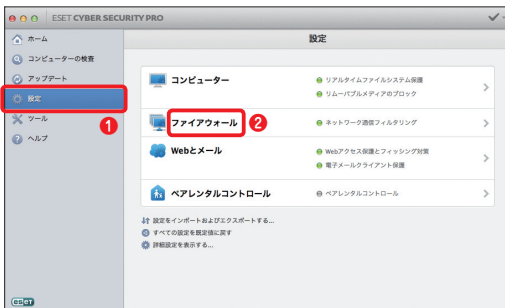 ESET CYBER SECURITY PRO
ホーム
設定
コンピューターの検査
アップデート
設定
ツール
ヘルプ
❶
コンピューター
リアルタイムファイルシステム保護
リムーバブルメディアのブロック
ファイアウォール
❷
ネットワーク通信フィルタリング
Webとメール
Webアクセス保護とフィッシング対策
電子メールクライアント保護
ペアレンタルコントロール
ペアレンタルコントロール
設定をインポートおよびエクスポートする...
すべての設定を既定値に戻す
詳細設定を表示する...
eseT